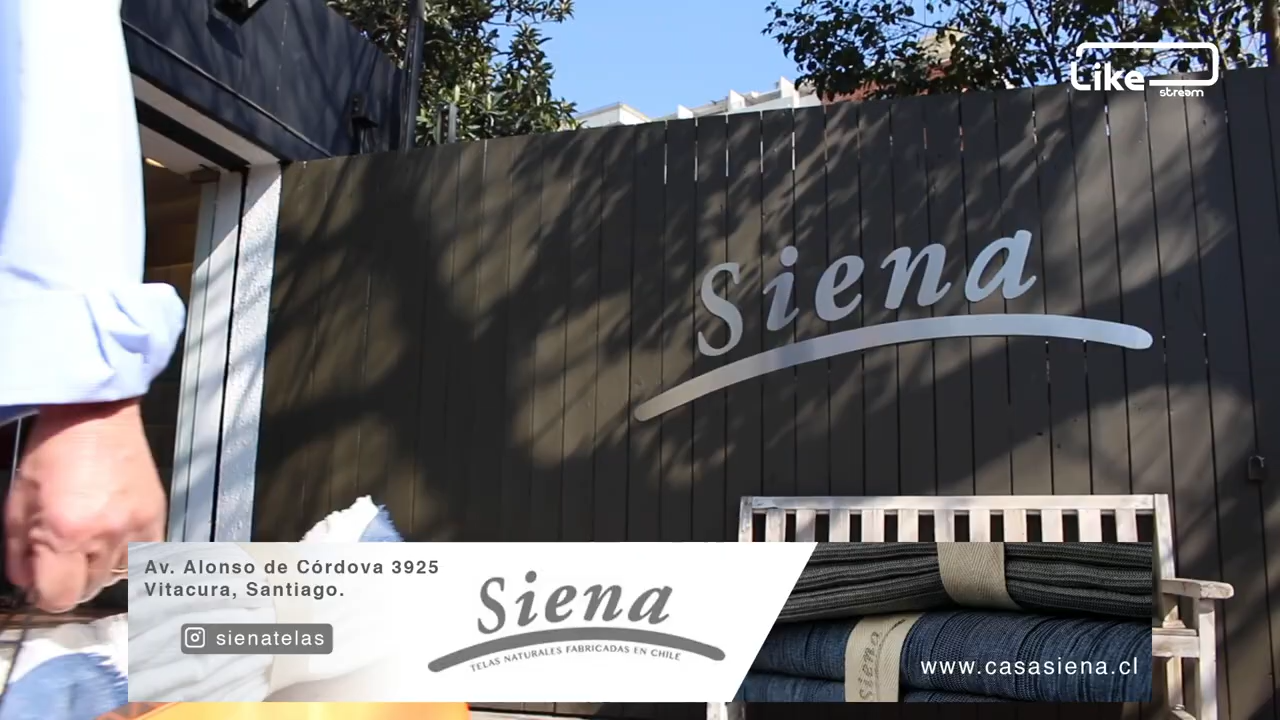 Like
stream
Siena
Av. Alonso de Córdova 3925
Vitacura, Santiago.
sienatelas
Siena
TELAS NATURALES FABRICADAS EN CHILE
Siena
www.casasiena.cl